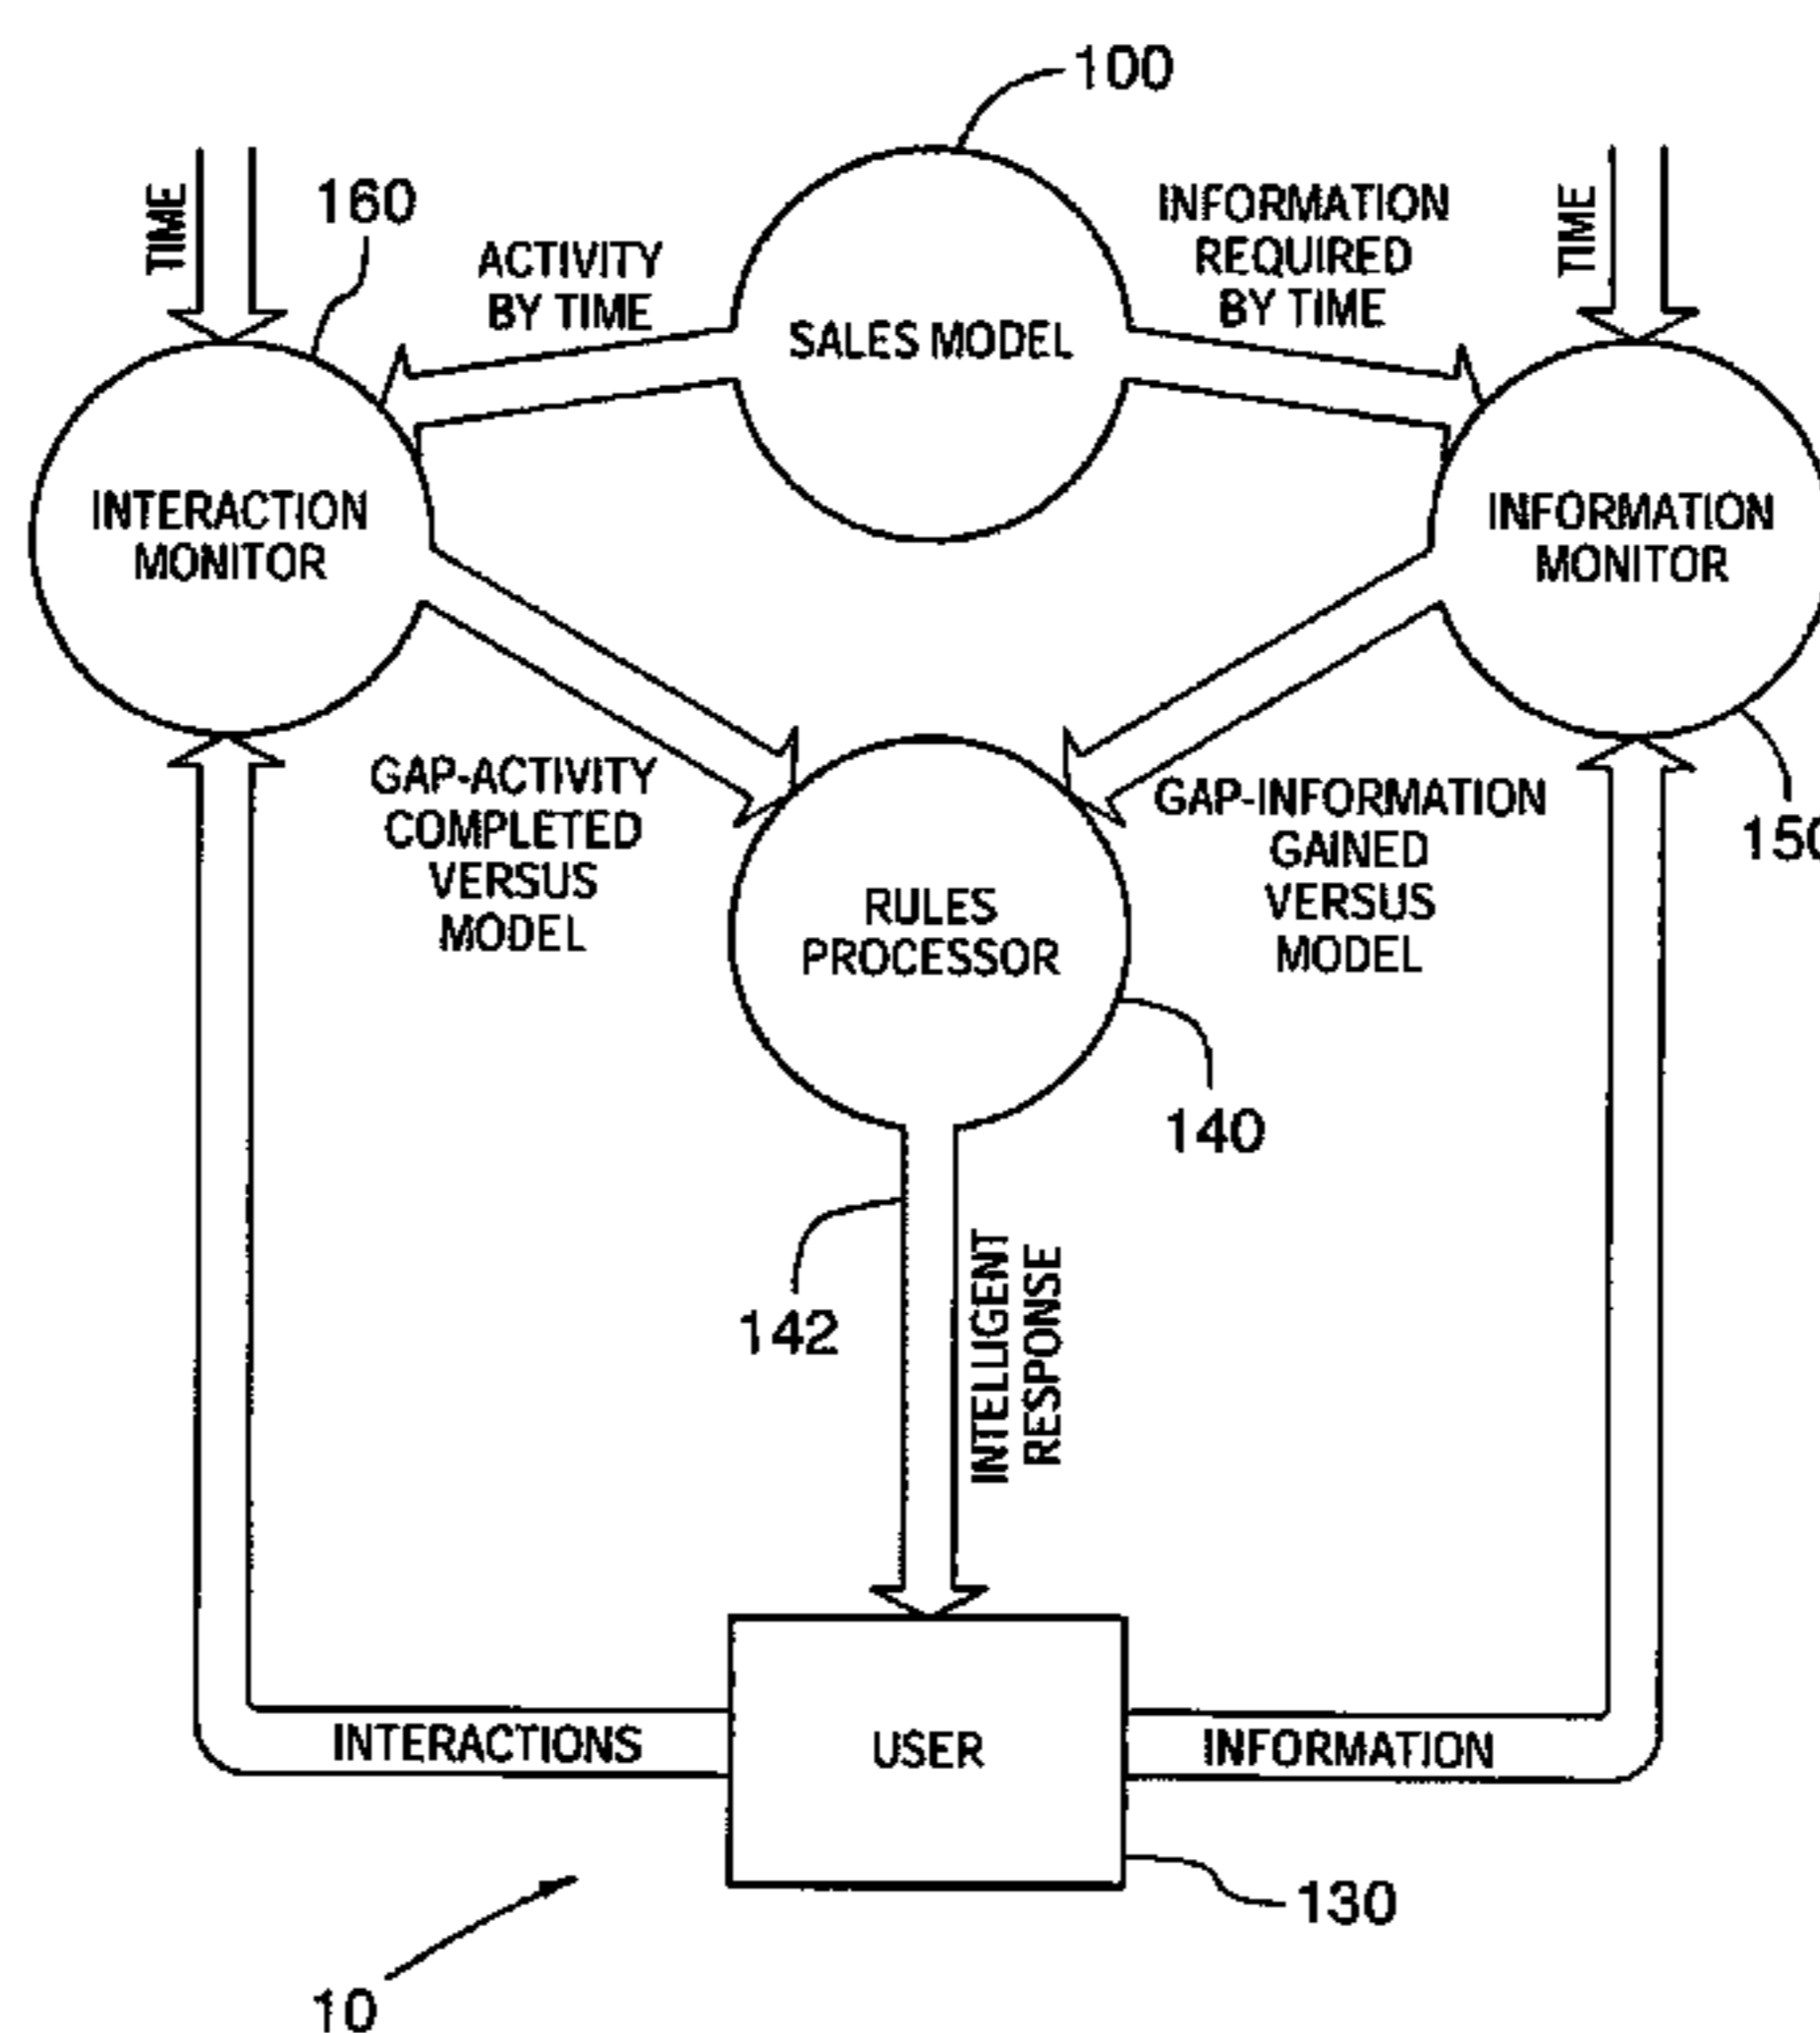 100
TIME
160
ACTIVITY
BY TIME
SALES MODEL
INFORMATION
REQUIRED
BY TIME
TIME
INTERACTION
MONITOR
INFORMATION
MONITOR
GAP-ACTIVITY
COMPLETED
VERSUS
MODEL
RULES
PROCESSOR
GAP-INFORMATION
GAINED
VERSUS
MODEL
150
140
142
INTELLIGENT
RESPONSE
INTERACTIONS
USER
INFORMATION
130
10